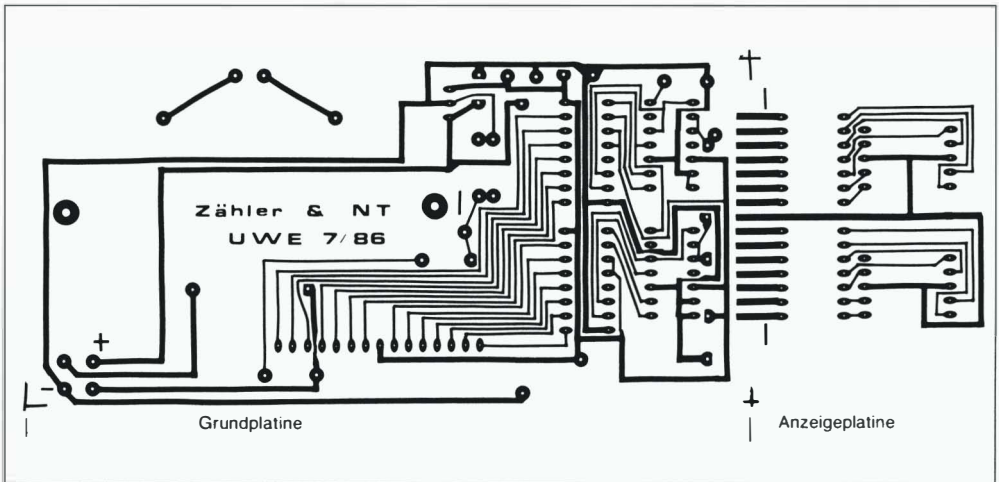 Zähler & NT
UWE 7/86
+
-
Grundplatine
Anzeigeplatine